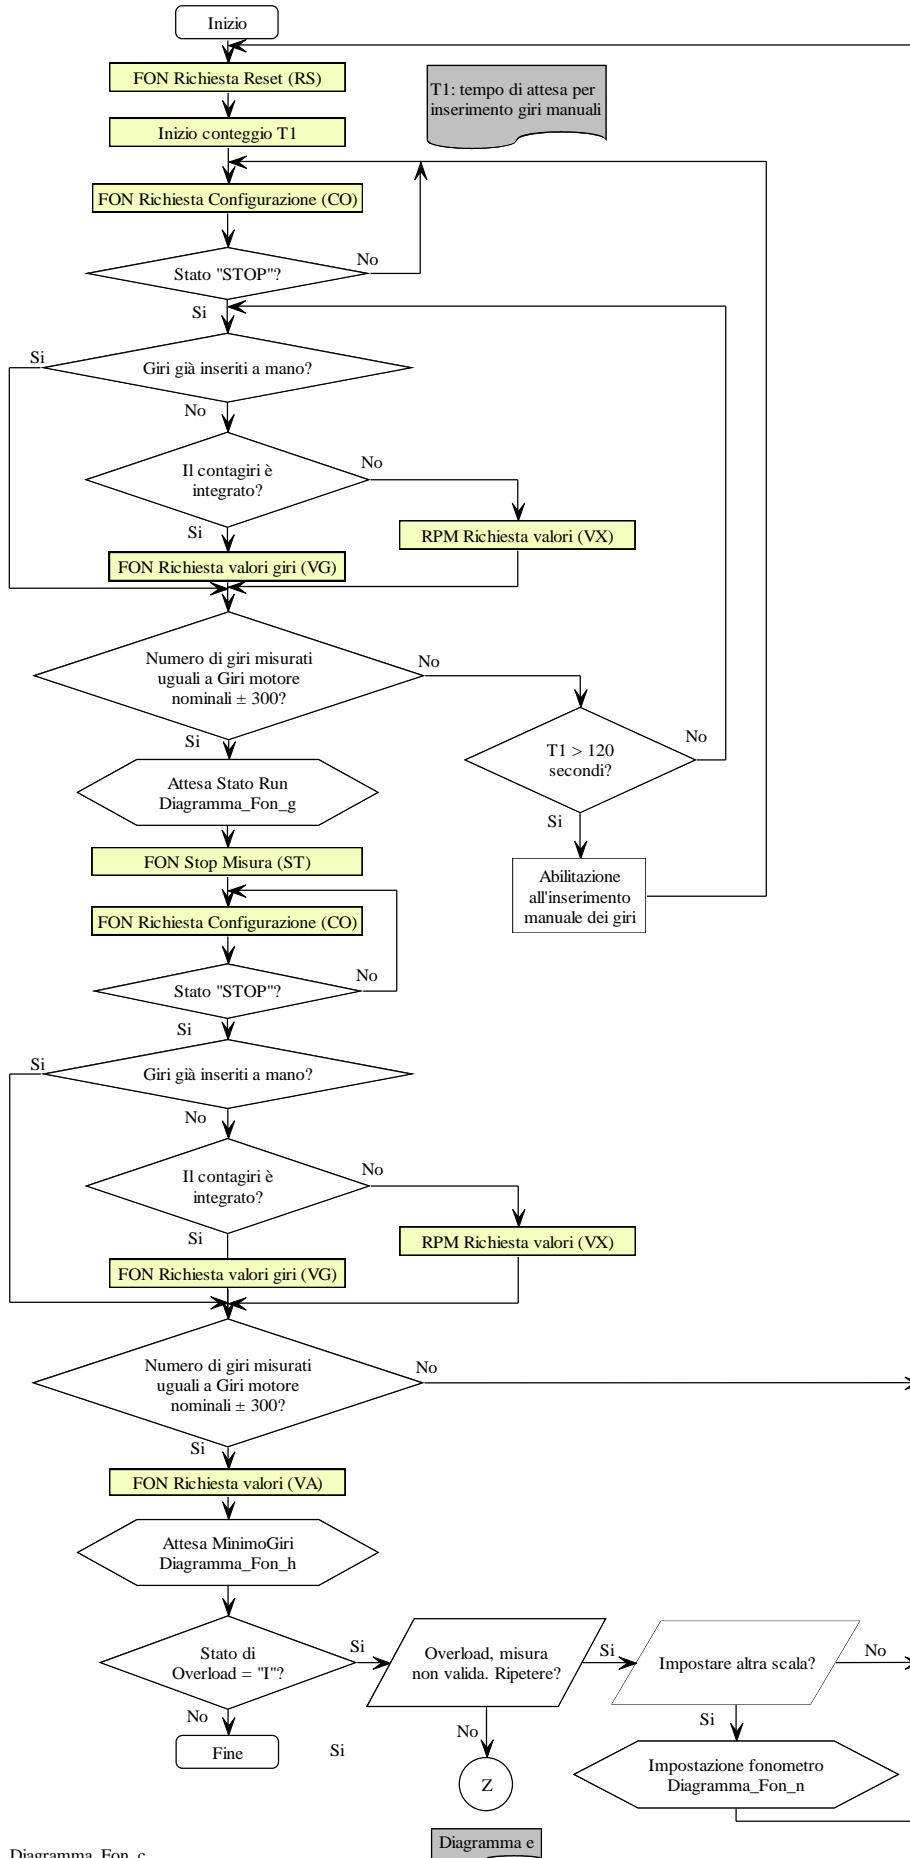 Inizio
FON Richiesta Reset (RS)
T1: tempo di attesa per
inserimento giri manuali
Inizio conteggio T1
FON Richiesta Configurazione (CO)
No
Stato "STOP"?
Si
Si
Giri già inseriti a mano?
No
Il contagiri è
integrato?
No
Si
RPM Richiesta valori (VX)
FON Richiesta valori giri (VG)
Numero di giri misurati
uguali a Giri motore
nominali ± 300?
No
Si
T1 > 120
secondi?
No
Si
Attesa Stato Run
Diagramma_Fon_g
FON Stop Misura (ST)
Abilitazione
all'inserimento
manuale dei giri
FON Richiesta Configurazione (CO)
No
Stato "STOP"?
Si
Si
Giri già inseriti a mano?
No
Il contagiri è
integrato?
No
Si
RPM Richiesta valori (VX)
FON Richiesta valori giri (VG)
Numero di giri misurati
uguali a Giri motore
nominali ± 300?
No
Si
FON Richiesta valori (VA)
Attesa MinimoGiri
Diagramma_Fon_h
Stato di
Overload = "I"?
Si
Overload, misura
non valida. Ripetere?
Si
Impostare altra scala?
No
No
Fine
Si
No
Z
Si
Impostazione fonometro
Diagramma_Fon_n
Diagramma e
Diagramma_Fon_c